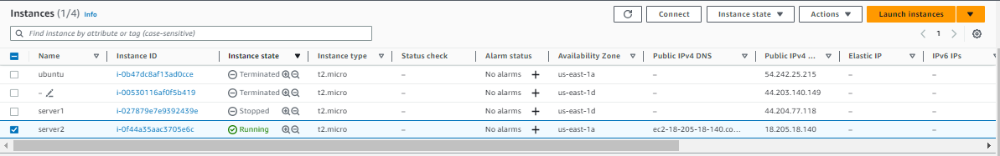 Instances (1/4) Info Connect Instance state Actions Launch instances
Find instance by attribute or tag (case-sensitive) 1
Name Instance ID Instance state Instance type Status check Alarm status Availability Zone Public IPv4 DNS Public IPv4 ... Elastic IP IPv6 IPs
ubuntu i-0b47dc8af13ad0cce Terminated t2.micro – No alarms + us-east-1a – 54.242.25.215 – –
– i-00530116af0f5b419 Terminated t2.micro – No alarms + us-east-1d – 44.203.140.149 – –
server1 i-027879e7e9392439e Stopped t2.micro – No alarms + us-east-1d – 44.204.77.118 – –
server2 i-0f44a35aac3705e6c Running t2.micro – No alarms + us-east-1a ec2-18-205-18-140.co... 18.205.18.140 – –